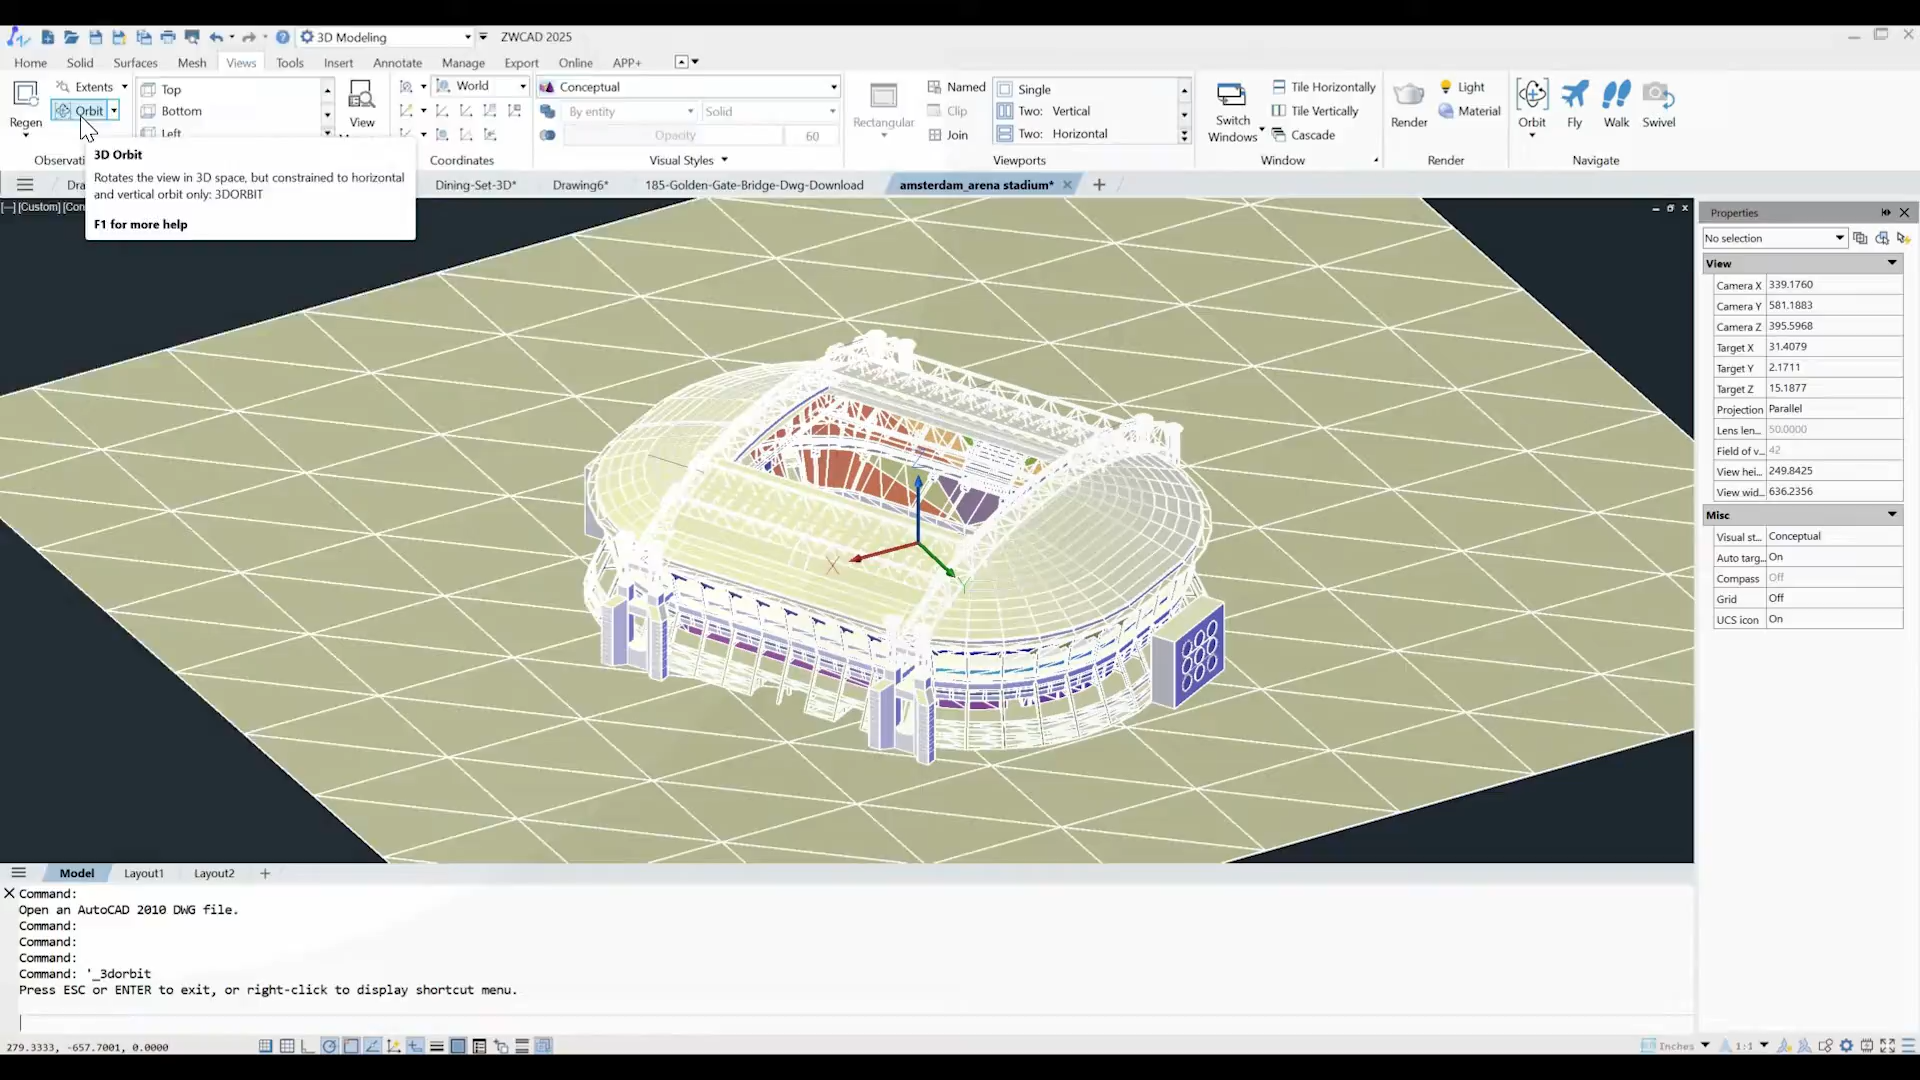 3D Modeling
ZWCAD 2025
Home Solid Surfaces Mesh Views Tools Insert Annotate Manage Export Online APP+
Regen
Extents
Orbit
Top
Bottom
Left
View
World
Coordinates
Conceptual
By entity
Solid
Opacity
60
Visual Styles
Rectangular
Named
Clip
Join
Single
Two: Vertical
Two: Horizontal
Viewports
Switch
Windows
Tile Horizontally
Tile Vertically
Cascade
Window
Render
Light
Material
Render
Orbit
Fly
Walk
Swivel
Navigate
Observati
3D Orbit
Rotates the view in 3D space, but constrained to horizontal
and vertical orbit only: 3DORBIT
F1 for more help
Dra
Dining-Set-3D*
Drawing6*
185-Golden-Gate-Bridge-Dwg-Download
amsterdam_arena stadium*
[—] [Custom] [Con
X
Y
Properties
No selection
View
Camera X 339.1760
Camera Y 581.1883
Camera Z 395.5968
Target X 31.4079
Target Y 2.1711
Target Z 15.1877
Projection Parallel
Lens len... 50.0000
Field of v... 42
View hei... 249.8425
View wid... 636.2356
Misc
Visual st... Conceptual
Auto targ... On
Compass Off
Grid Off
UCS icon On
Model Layout1 Layout2
Command:
Open an AutoCAD 2010 DWG file.
Command:
Command:
Command:
Command: '_3dorbit
Press ESC or ENTER to exit, or right-click to display shortcut menu.
279.3333, -657.7001, 0.0000
Inches
1:1